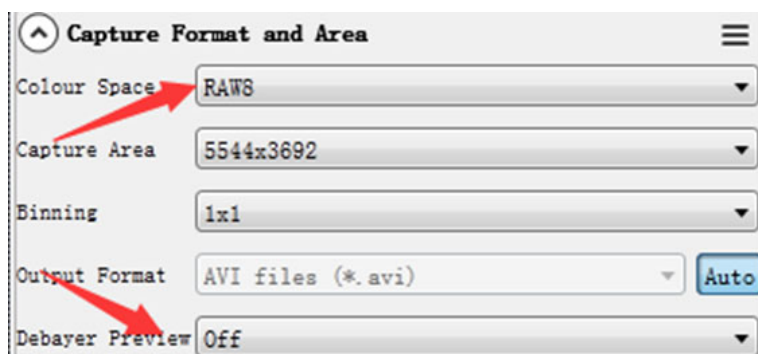 Capture Format and Area
Colour Space RAW8
Capture Area 5544x3692
Binning 1x1
Output Format AVI files (*.avi) Auto
Debayer Preview Off